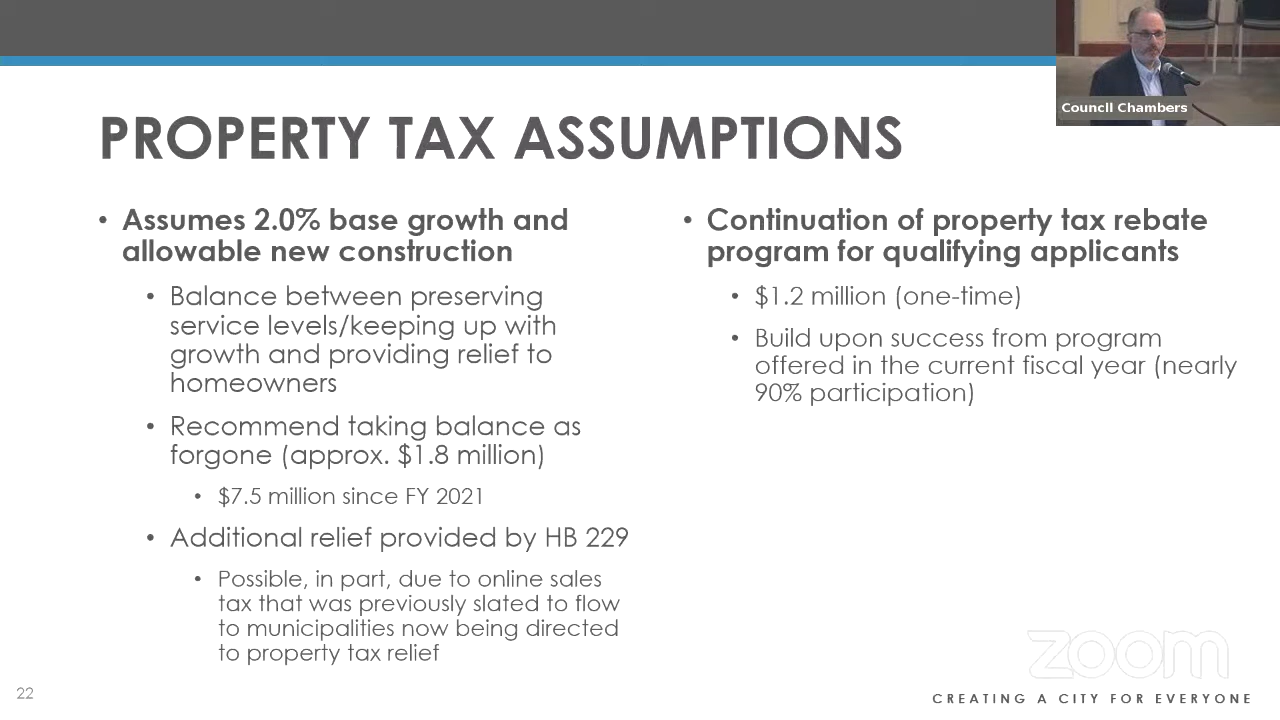 Council Chambers
PROPERTY TAX ASSUMPTIONS
• Assumes 2.0% base growth and
allowable new construction
• Balance between preserving
service levels/keeping up with
growth and providing relief to
homeowners
• Recommend taking balance as
forgone (approx. $1.8 million)
• $7.5 million since FY 2021
• Additional relief provided by HB 229
• Possible, in part, due to online sales
tax that was previously slated to flow
to municipalities now being directed
to property tax relief
• Continuation of property tax rebate
program for qualifying applicants
• $1.2 million (one-time)
• Build upon success from program
offered in the current fiscal year (nearly
90% participation)
zoom
22
CREATING A CITY FOR EVERYONE